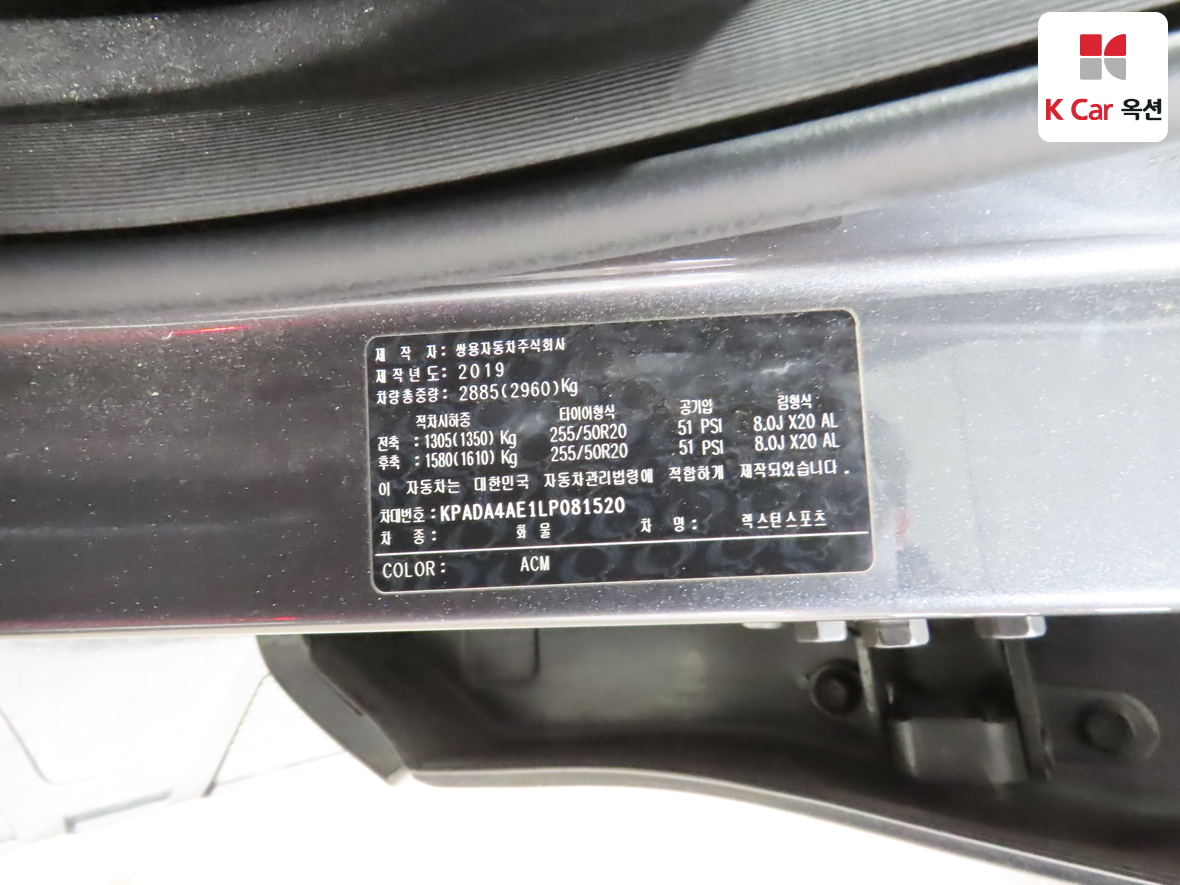 K Car 옥션
제 작 자: 쌍용자동차주식회사
제작년도: 2019
차량총중량: 2885(2960)Kg
적차시하중 타이어형식 공기압 림형식
전축 : 1305(1350) Kg 255/50R20 51 PSI 8.0J X20 AL
후축 : 1580(1610) Kg 255/50R20 51 PSI 8.0J X20 AL
이 자동차는 대한민국 자동차관리법령에 적합하게 제작되었습니다.
차대번호: KPADA4AE1LP081520
차 종: 화 물 차 명: 렉스턴스포츠
COLOR: ACM